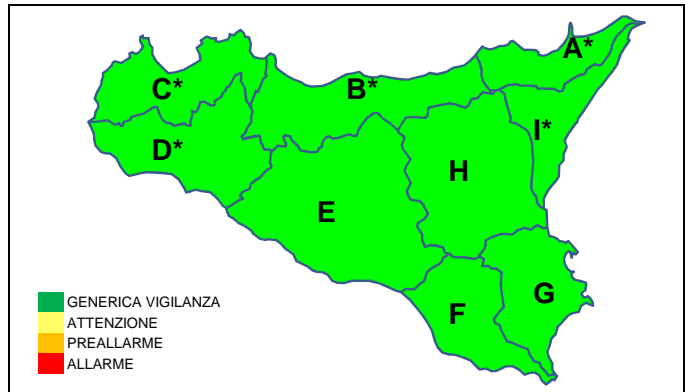 A*
C*
B*
I*
D*
H
E
G
F
GENERICA VIGILANZA
ATTENZIONE
PREALLARME
ALLARME